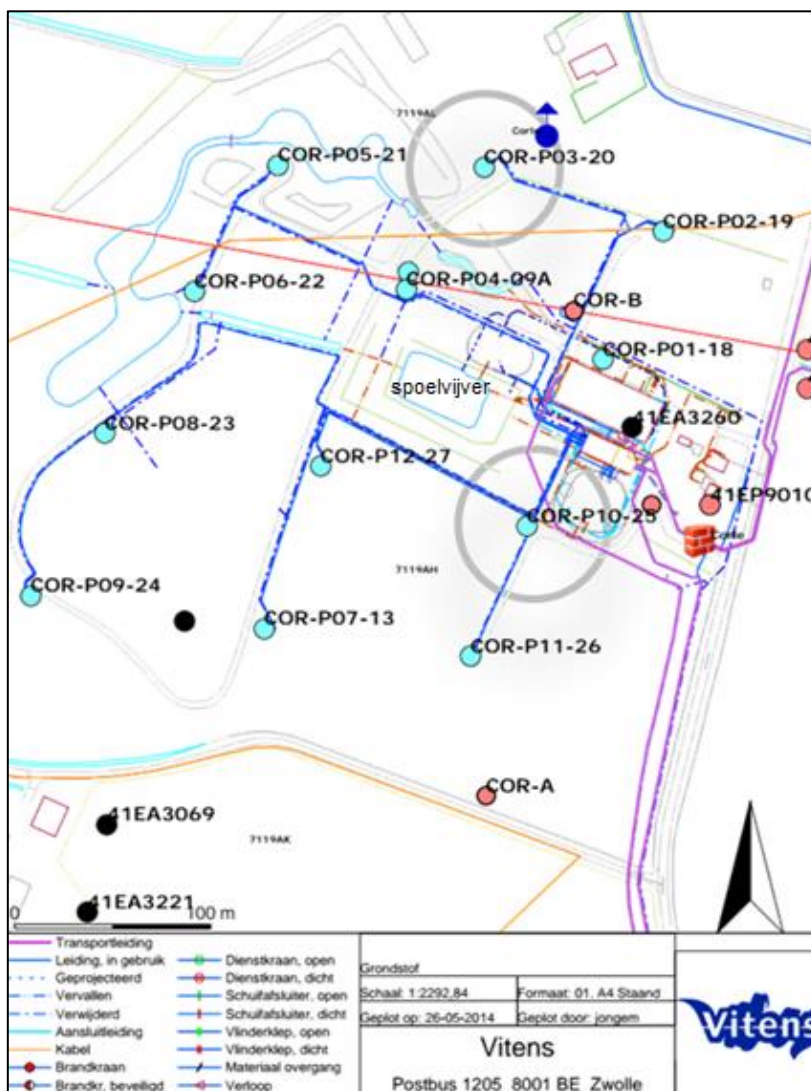 7119AL
Corle
COR-P05-21
COR-P03-20
COR-P02-19
COR-P06-22
COR-P04-09A
COR-B
COR-P01-18
spoelvijver
41EA3260
COR-P08-23
COR-P12-27
41EP9010
COR-P10-25
Corle
7119AH
COR-P09-24
COR-P07-13
COR-P11-26
COR-A
41EA3069
7119AK
41EA3221
0 100 m
Transportleiding
Leiding, in gebruik
Geprojecteerd
Vervallen
Verwijderd
Aansluitleiding
Kabel
Brandkraan
Brandkr. beveiligd
Dienstkraan, open
Dienstkraan, dicht
Schuifafsluiter, open
Schuifafsluiter, dicht
Vlinderklep, open
Vlinderklep, dicht
Materiaal overgang
Verloop
Grondstof
Schaal: 1:2292,84
Formaat: 01. A4 Staand
Geplot op: 26-05-2014
Geplot door: jongem
Vitens
Postbus 1205 8001 BE Zwolle
Vitens